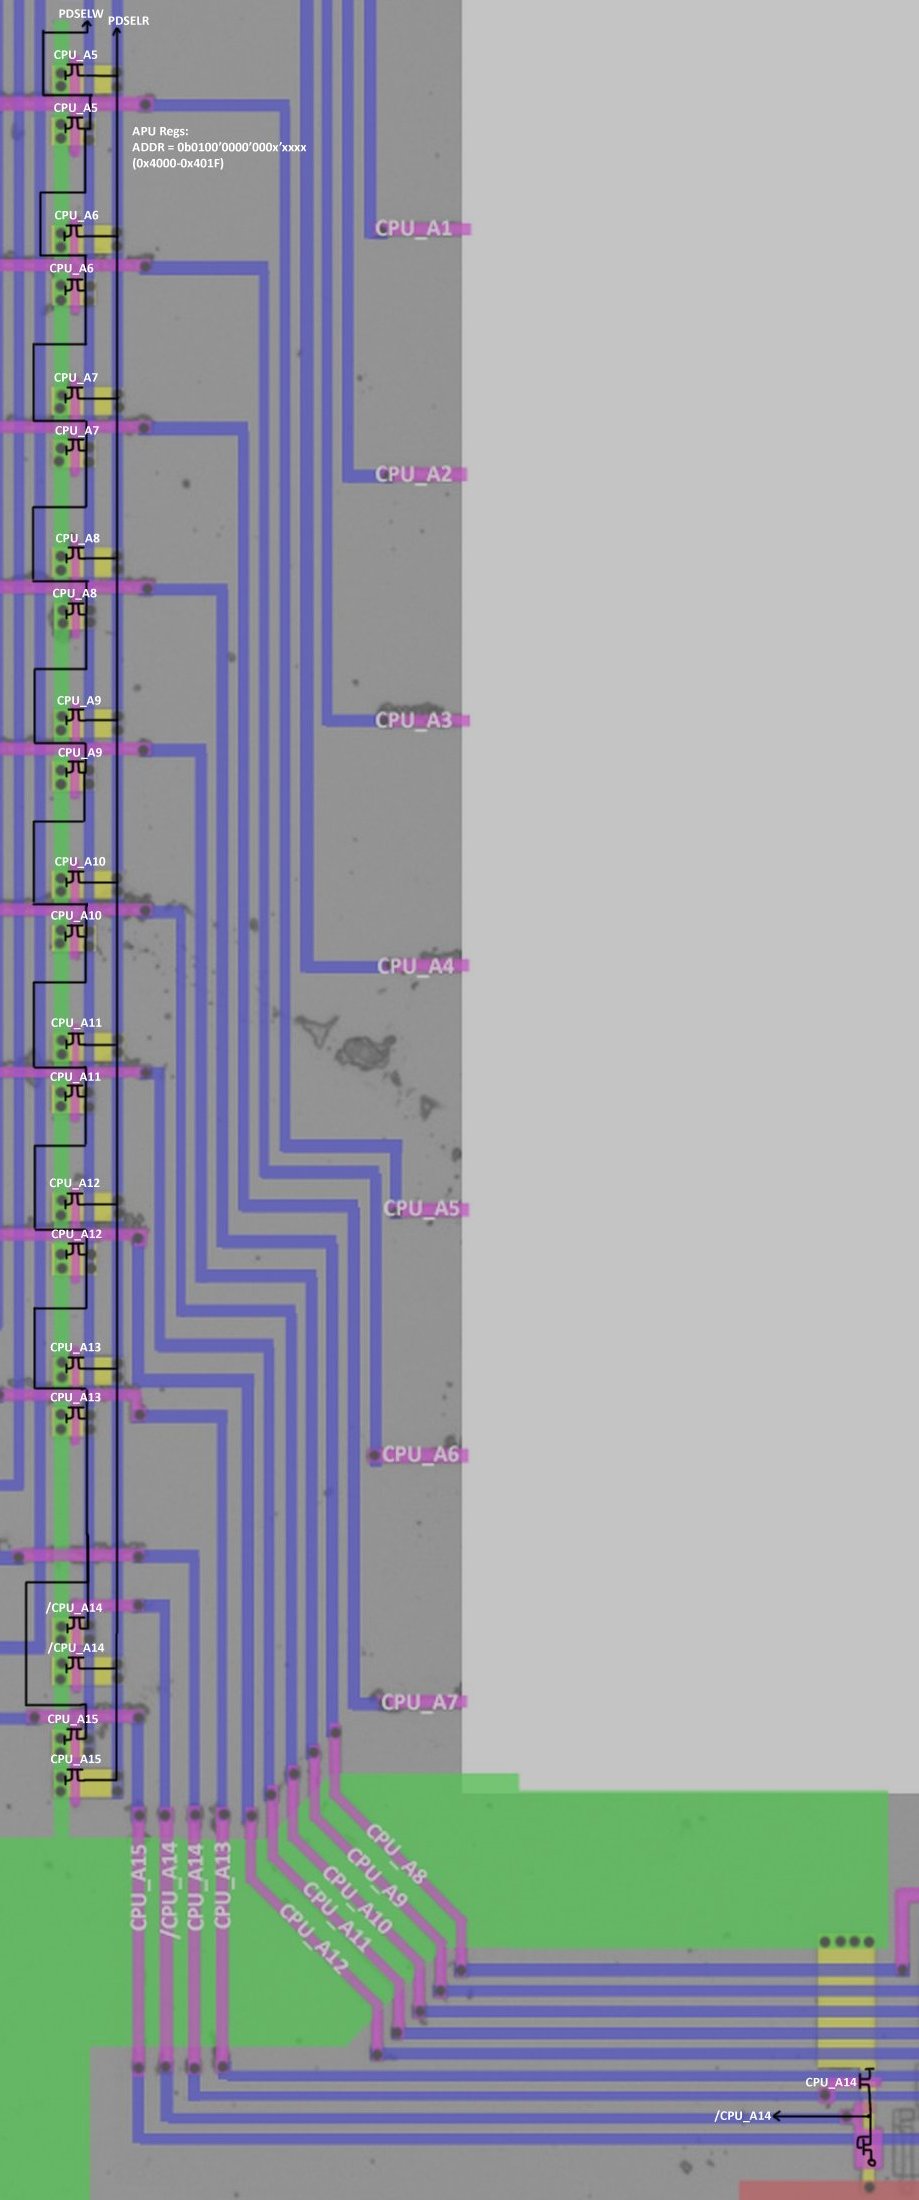 PDSELW
PDSELR
CPU_A5
CPU_A5
APU Regs:
ADDR = 0b0100'0000'000x'xxxx
(0x4000-0x401F)
CPU_A6
CPU_A1
CPU_A6
CPU_A7
CPU_A7
CPU_A2
CPU_A8
CPU_A8
CPU_A9
CPU_A3
CPU_A9
CPU_A10
CPU_A10
CPU_A4
CPU_A11
CPU_A11
CPU_A12
CPU_A5
CPU_A12
CPU_A13
CPU_A13
CPU_A6
/CPU_A14
/CPU_A14
CPU_A7
CPU_A15
CPU_A15
CPU_A15
/CPU_A14
CPU_A14
CPU_A13
CPU_A12
CPU_A11
CPU_A10
CPU_A9
CPU_A8
CPU_A14
/CPU_A14